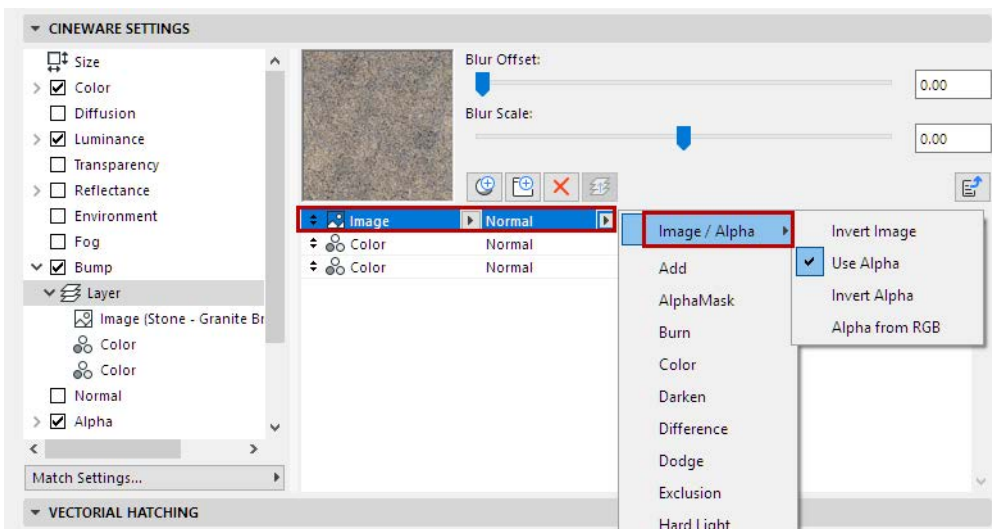 CINEWARE SETTINGS
Size
Color
Diffusion
Luminance
Transparency
Reflectance
Environment
Fog
Bump
Layer
Image (Stone - Granite Br
Color
Color
Normal
Alpha
Match Settings...
Blur Offset:
0.00
Blur Scale:
0.00
Image Normal
Color Normal
Color Normal
Image / Alpha
Add
AlphaMask
Burn
Color
Darken
Difference
Dodge
Exclusion
Hard Light
Invert Image
Use Alpha
Invert Alpha
Alpha from RGB
VECTORIAL HATCHING